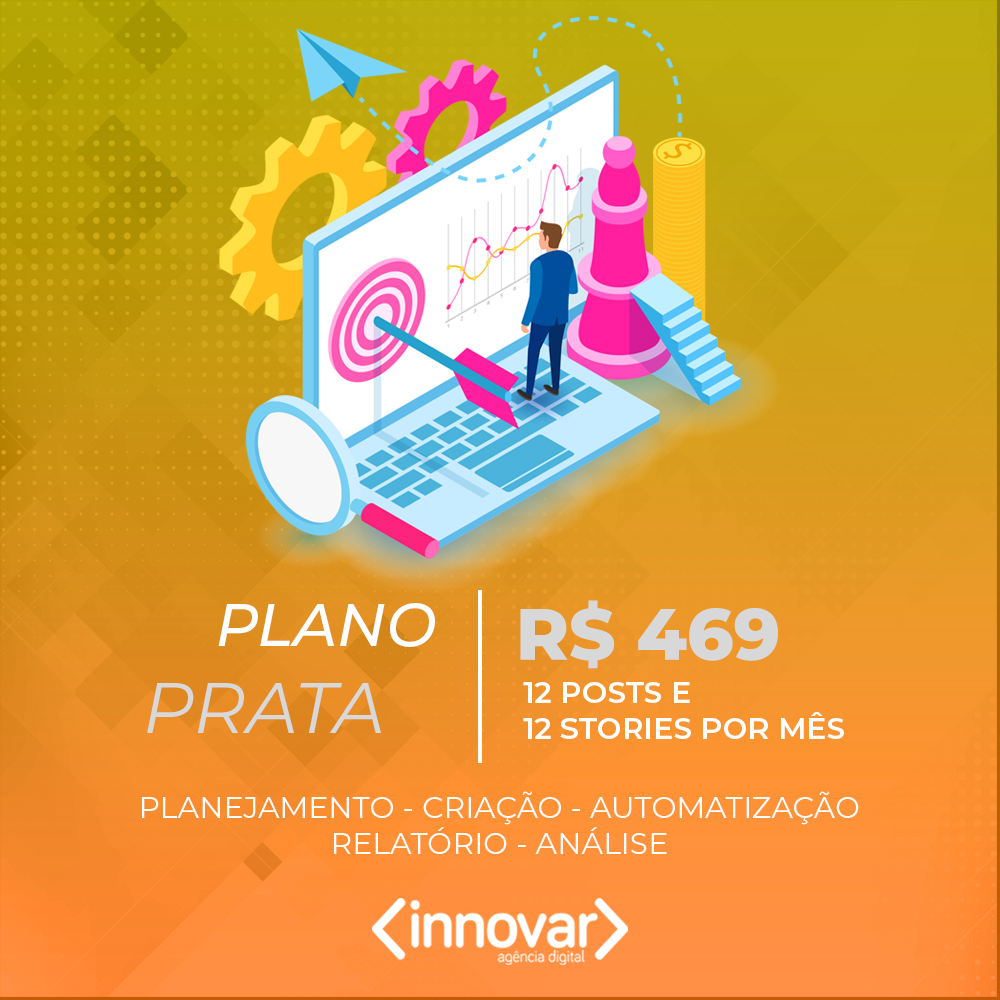 PLANO
PRATA
R$ 469
12 POSTS E
12 STORIES POR MÊS
PLANEJAMENTO - CRIAÇÃO - AUTOMATIZAÇÃO
RELATÓRIO - ANÁLISE
<innovar>
agência digital